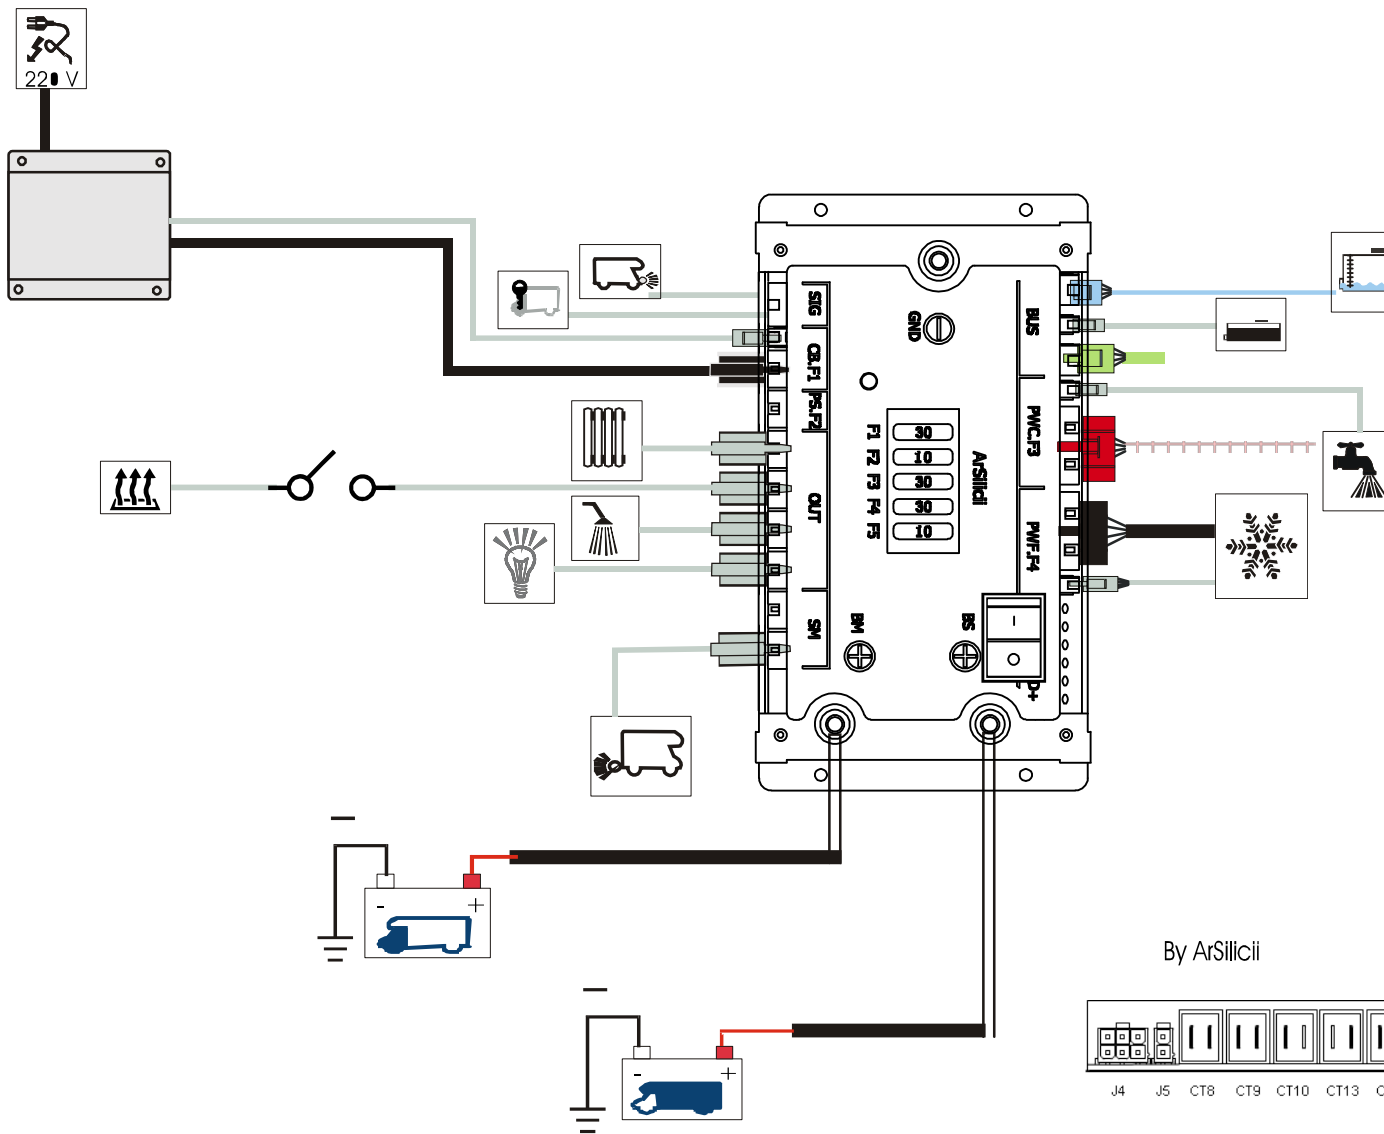 220 V
SIG
CB.F1
PS.F2
OUT
SM
GND
BUS
PWC.F3
PWF.F4
D+
F1 30
F2 10
F3 30
F4 30
F5 10
ArSilicii
BM
BS
- +
- +
By ArSilicii
J4 J5 CT8 CT9 CT10 CT13